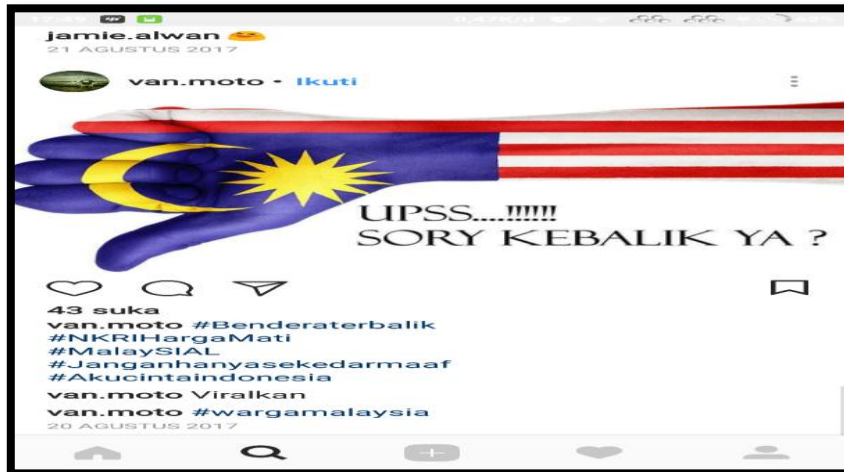 jamie.alwan
21 AGUSTUS 2017
van.moto • Ikuti
UPSS....!!!!!!
SORY KEBALIK YA ?
43 suka
van.moto #Benderaterbalik
#NKRIHargaMati
#MalaySIAL
#Janganhanyasekedarmaaf
#Akucintaindonesia
van.moto Viralkan
van.moto #wargamalaysia
20 AGUSTUS 2017